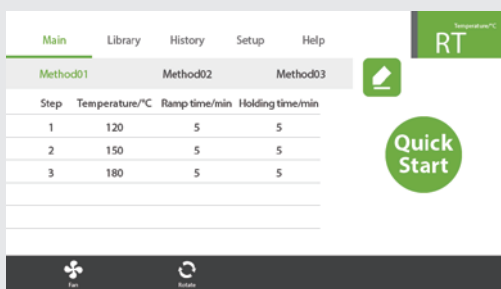 Main Library History Setup Help
Temperature/°C
RT
Method01 Method02 Method03
Step Temperature/°C Ramp time/min Holding time/min
1 120 5 5
2 150 5 5
3 180 5 5
Quick
Start
Fan Rotate